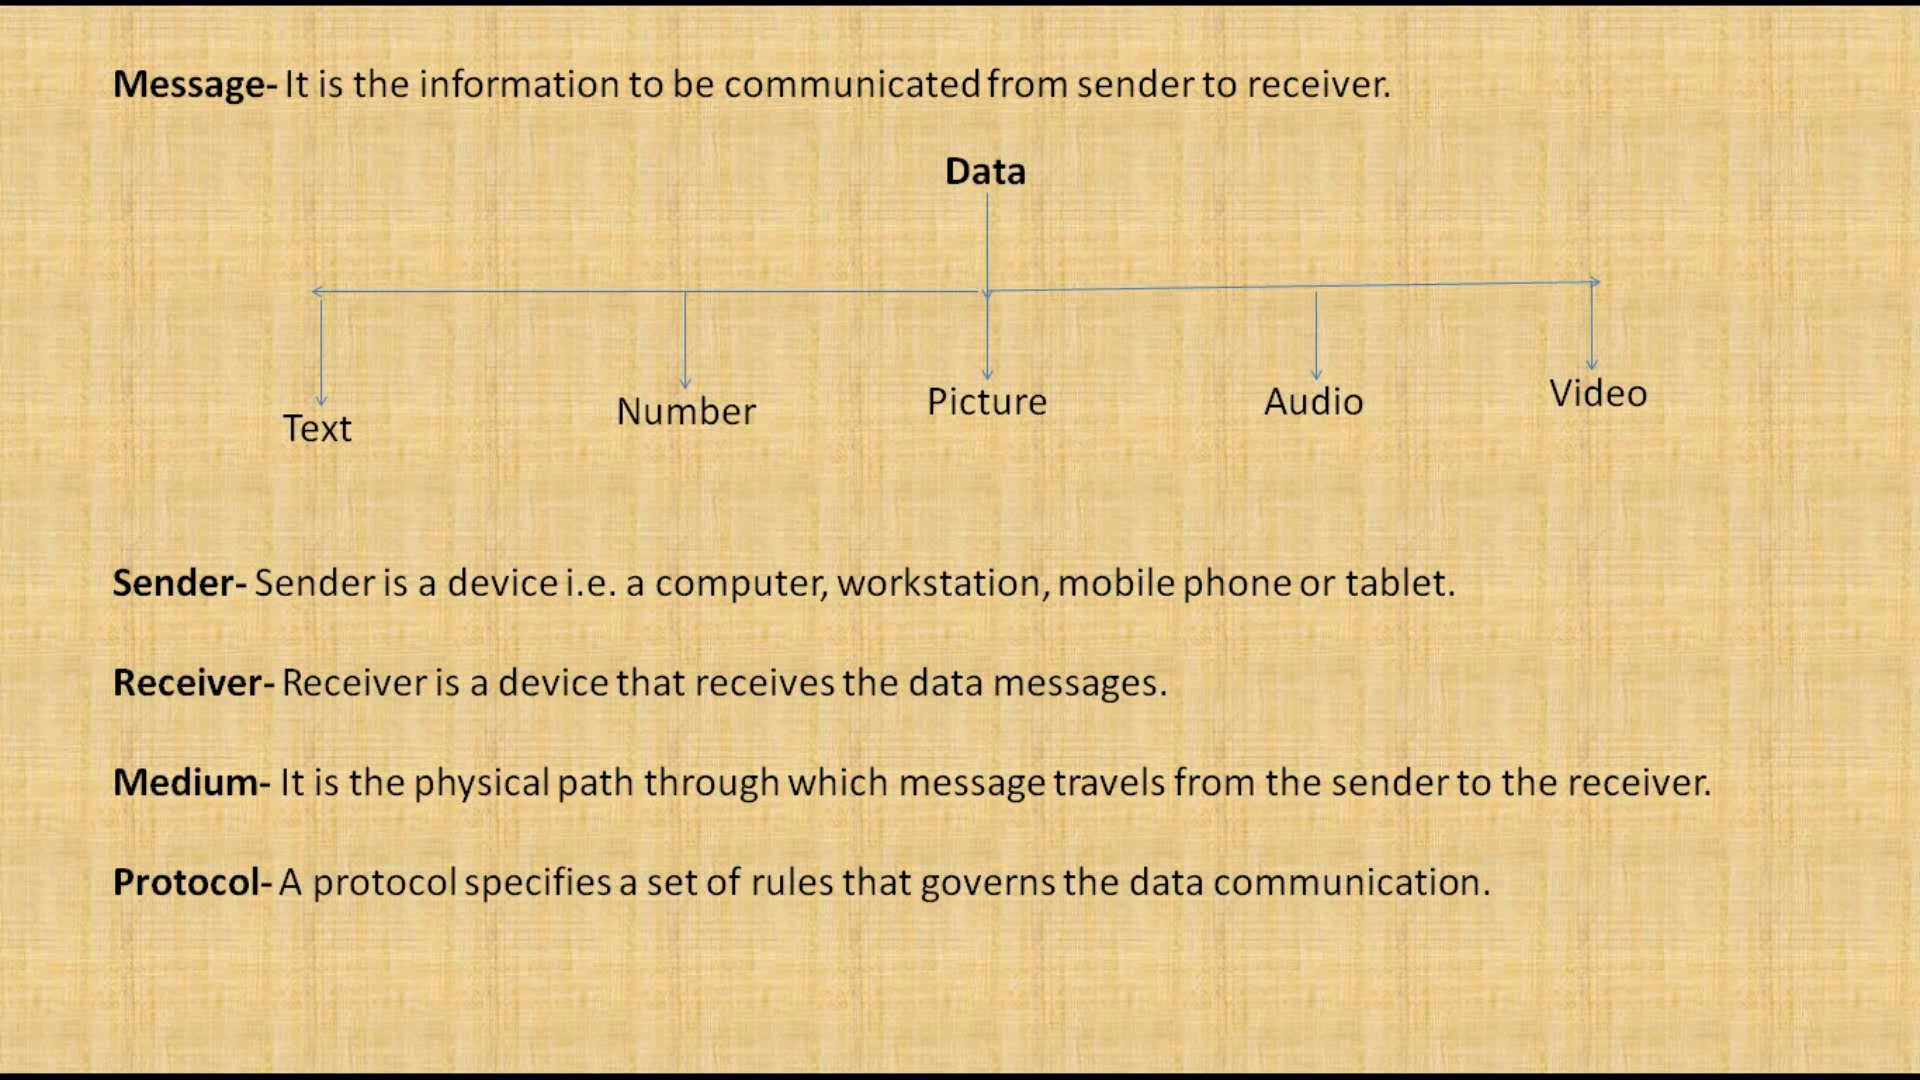 Message- It is the information to be communicated from sender to receiver.
Data
Text Number Picture Audio Video
Sender- Sender is a device i.e. a computer, workstation, mobile phone or tablet.
Receiver- Receiver is a device that receives the data messages.
Medium- It is the physical path through which message travels from the sender to the receiver.
Protocol- A protocol specifies a set of rules that governs the data communication.